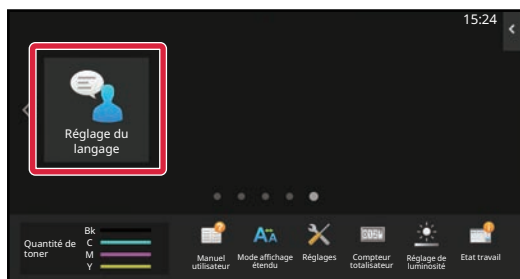 15:24
Réglage du
langage
Quantité de
toner
Bk
C
M
Y
Manuel
utilisateur
Mode affichage
étendu
Réglages
Compteur
totalisateur
Réglage de
luminosité
Etat travail